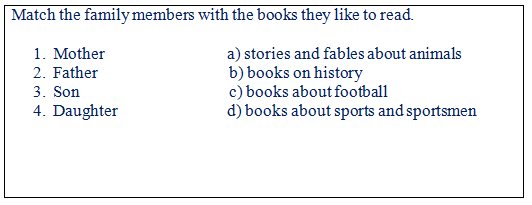 Match the family members with the books they like to read.
1. Mother a) stories and fables about animals
2. Father b) books on history
3. Son c) books about football
4. Daughter d) books about sports and sportsmen